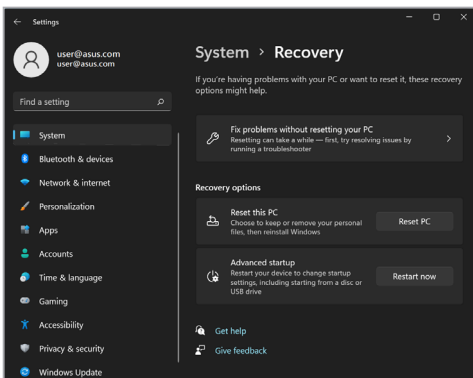 Settings
user@asus.com
user@asus.com
Find a setting
System
Bluetooth & devices
Network & internet
Personalization
Apps
Accounts
Time & language
Gaming
Accessibility
Privacy & security
Windows Update
System > Recovery
If you're having problems with your PC or want to reset it, these recovery
options might help.
Fix problems without resetting your PC
Resetting can take a while — first, try resolving issues by
running a troubleshooter
Recovery options
Reset this PC
Choose to keep or remove your personal
files, then reinstall Windows
Reset PC
Advanced startup
Restart your device to change startup
settings, including starting from a disc or
USB drive
Restart now
Get help
Give feedback